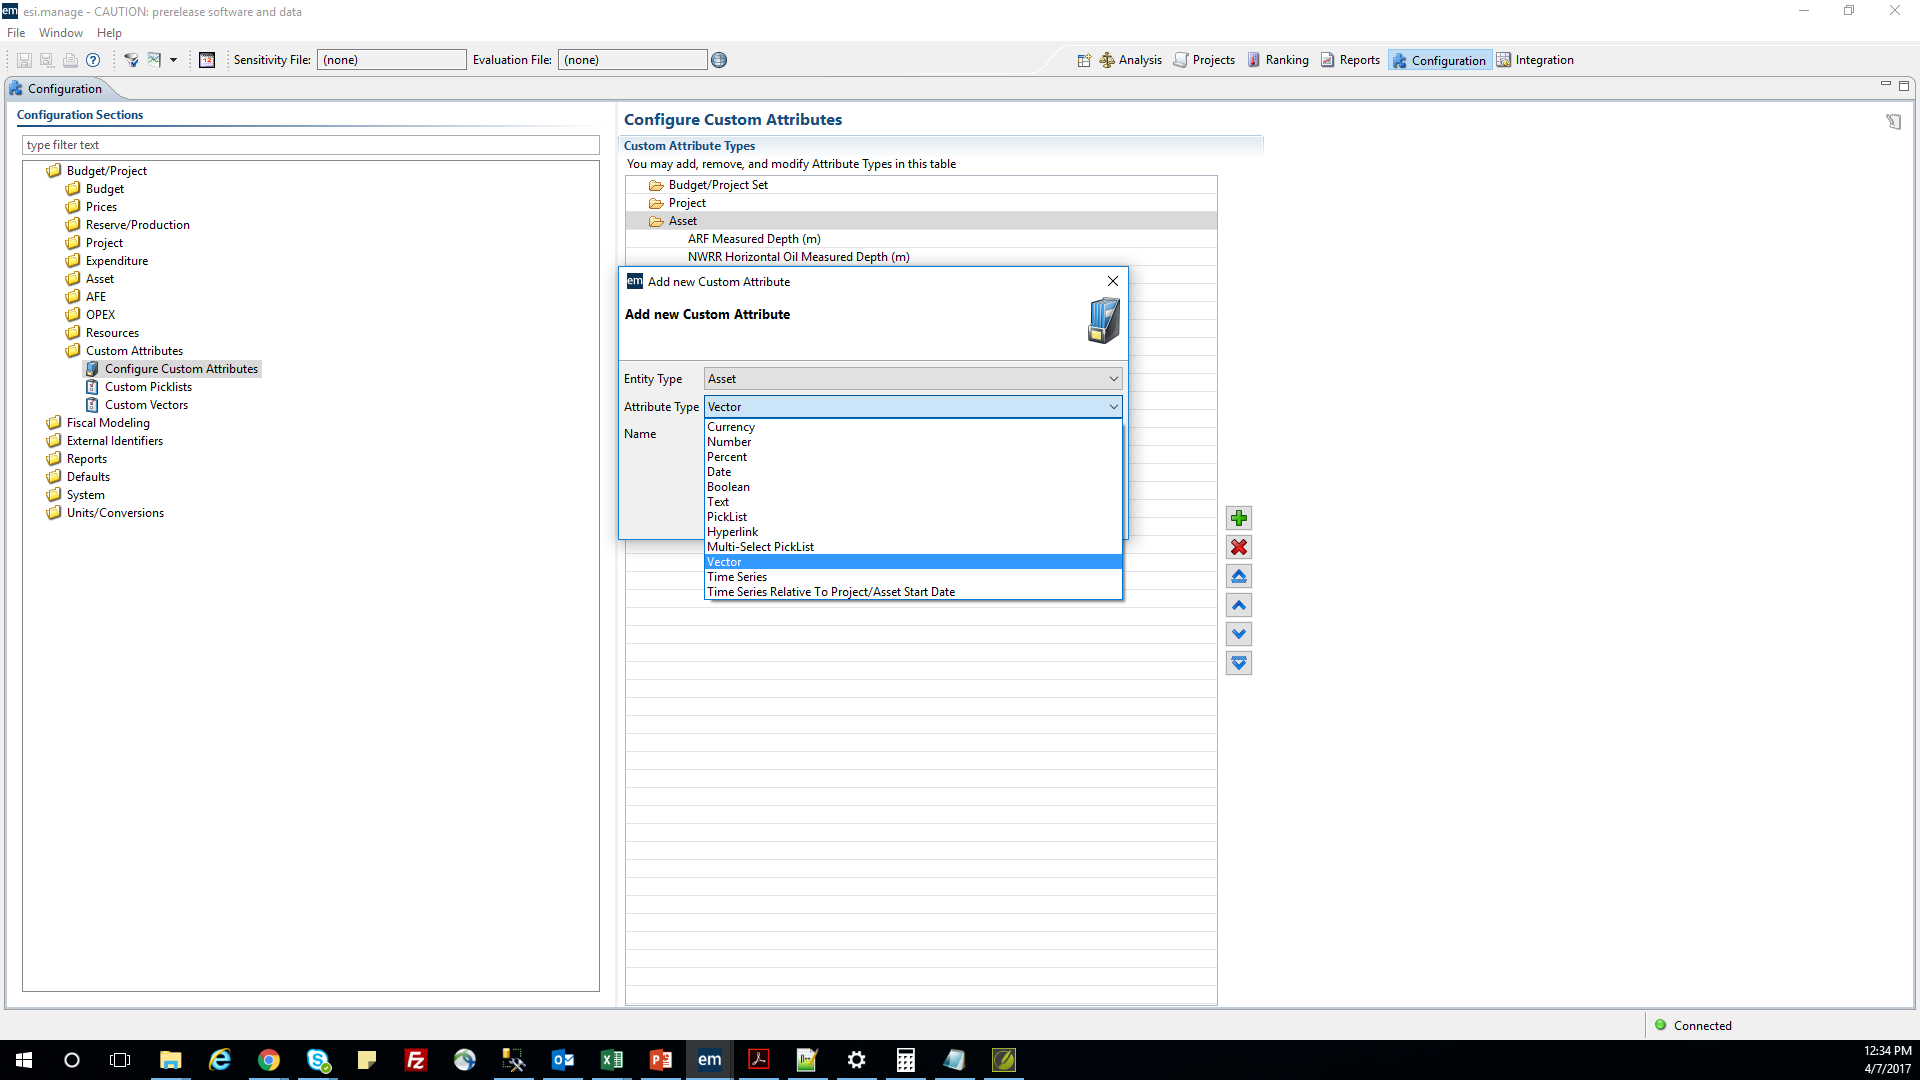 em esi.manage - CAUTION: prerelease software and data
File Window Help
Sensitivity File: (none) Evaluation File: (none) Analysis Projects Ranking Reports Configuration Integration
Configuration
Configuration Sections
type filter text
Budget/Project
Budget
Prices
Reserve/Production
Project
Expenditure
Asset
AFE
OPEX
Resources
Custom Attributes
Configure Custom Attributes
Custom Picklists
Custom Vectors
Fiscal Modeling
External Identifiers
Reports
Defaults
System
Units/Conversions
Configure Custom Attributes
Custom Attribute Types
You may add, remove, and modify Attribute Types in this table
Budget/Project Set
Project
Asset
ARF Measured Depth (m)
NWRR Horizontal Oil Measured Depth (m)
em Add new Custom Attribute
Add new Custom Attribute
Entity Type Asset
Attribute Type Vector
Name
Currency
Number
Percent
Date
Boolean
Text
PickList
Hyperlink
Multi-Select PickList
Vector
Time Series
Time Series Relative To Project/Asset Start Date
Connected
em
12:34 PM
4/7/2017